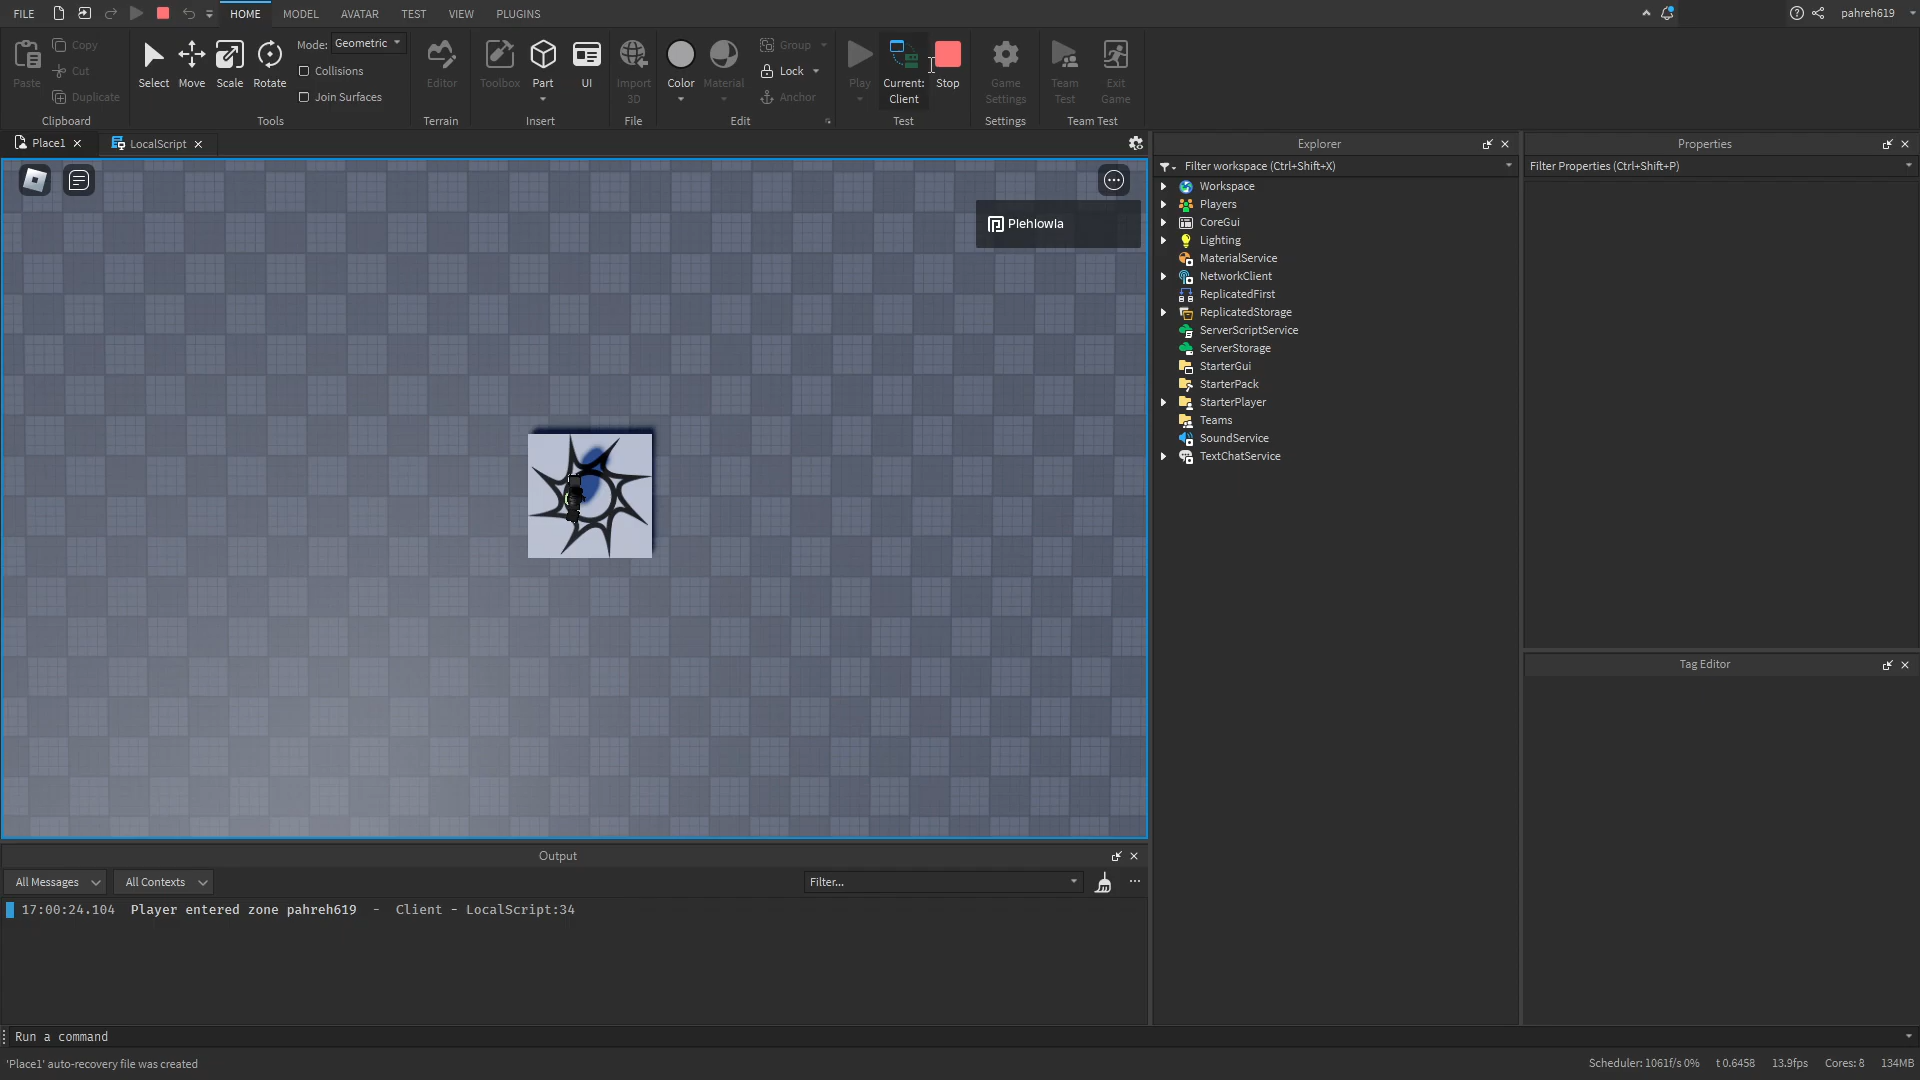 FILE HOME MODEL AVATAR TEST VIEW PLUGINS pahreh619
Paste Copy Cut Duplicate Clipboard
Select Move Scale Rotate Mode: Geometric Collisions Join Surfaces Tools
Editor Terrain
Toolbox Part UI Insert
Import 3D File
Color Material Group Lock Anchor Edit
Play Current: Client Stop Test
Game Settings Settings
Team Test Exit Game Team Test
Place1 LocalScript
Plehlowla
Explorer
Filter workspace (Ctrl+Shift+X)
Workspace
Players
CoreGui
Lighting
MaterialService
NetworkClient
ReplicatedFirst
ReplicatedStorage
ServerScriptService
ServerStorage
StarterGui
StarterPack
StarterPlayer
Teams
SoundService
TextChatService
Properties
Filter Properties (Ctrl+Shift+P)
Tag Editor
Output
All Messages All Contexts Filter...
17:00:24.104 Player entered zone pahreh619 - Client - LocalScript:34
Run a command
'Place1' auto-recovery file was created Scheduler: 1061f/s 0% t 0.6458 13.9fps Cores: 8 134MB